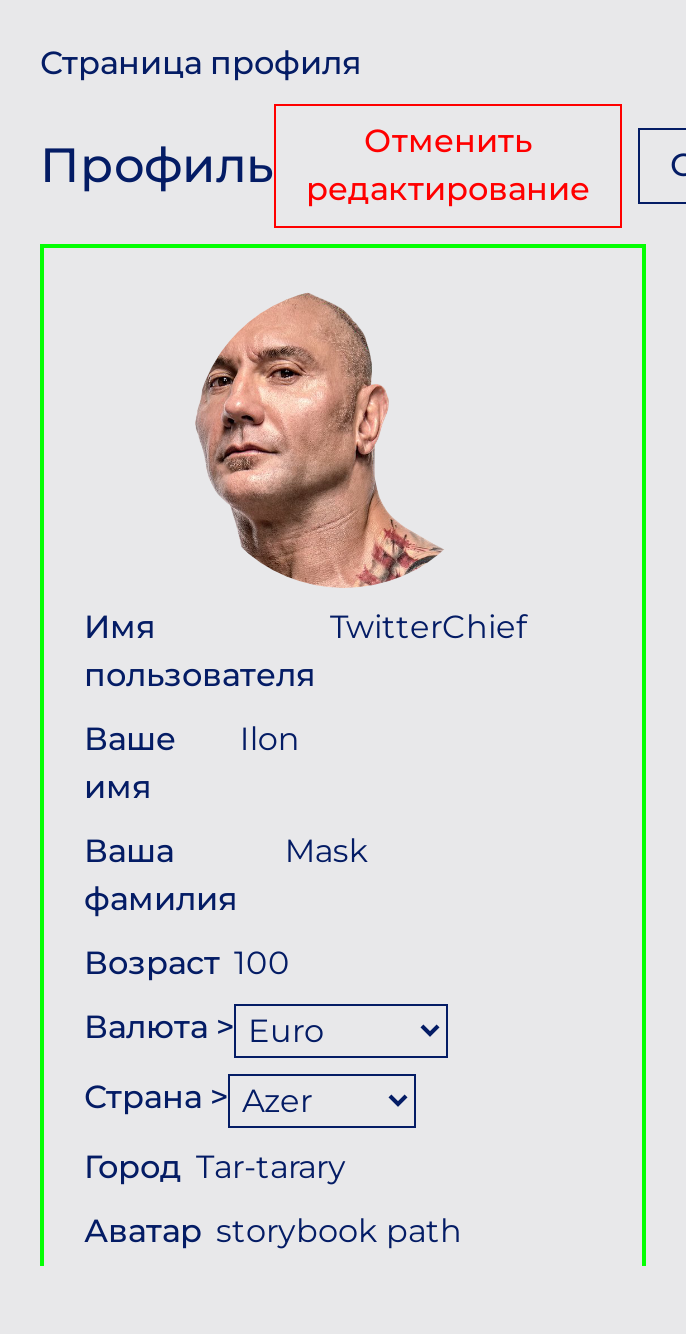 Страница профиля
Профиль
Отменить
редактирование
Имя TwitterChief
пользователя
Ваше Ilon
имя
Ваша Mask
фамилия
Возраст 100
Валюта > Euro
Страна > Azer
Город Tar-tarary
Аватар storybook path